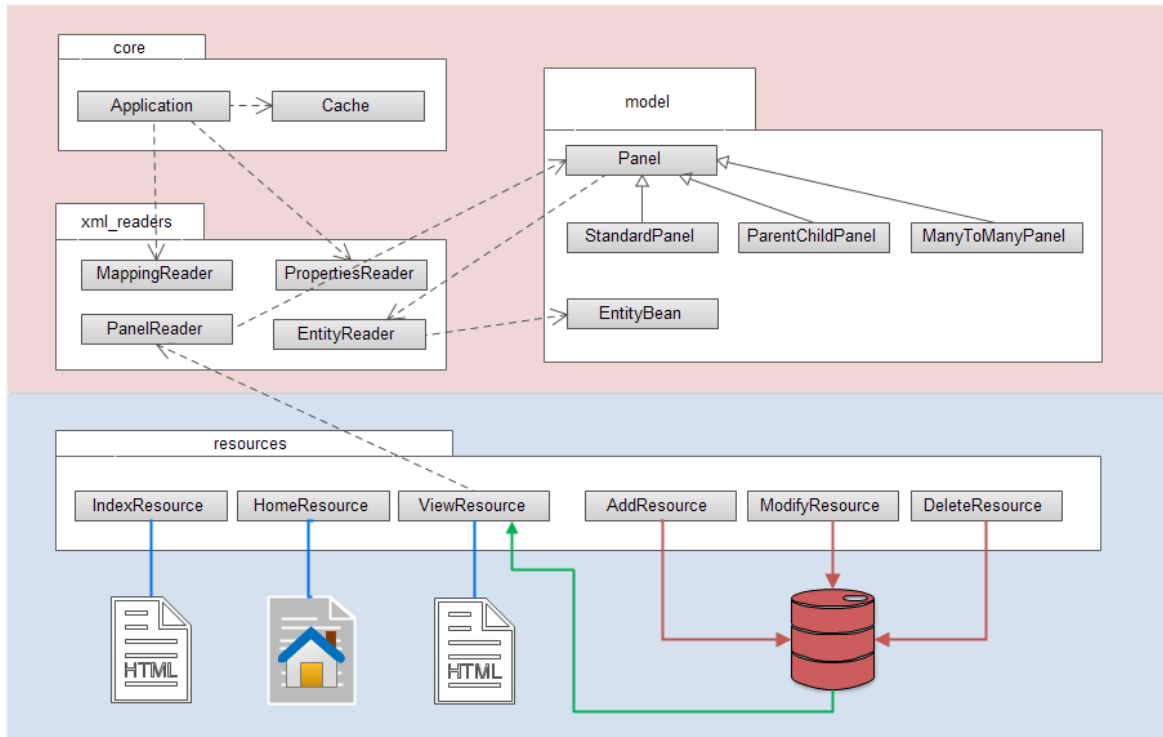 core
Application
Cache
model
Panel
StandardPanel
ParentChildPanel
ManyToManyPanel
EntityBean
xml_readers
MappingReader
PropertiesReader
PanelReader
EntityReader
resources
IndexResource
HomeResource
ViewResource
AddResource
ModifyResource
DeleteResource
HTML
HTML